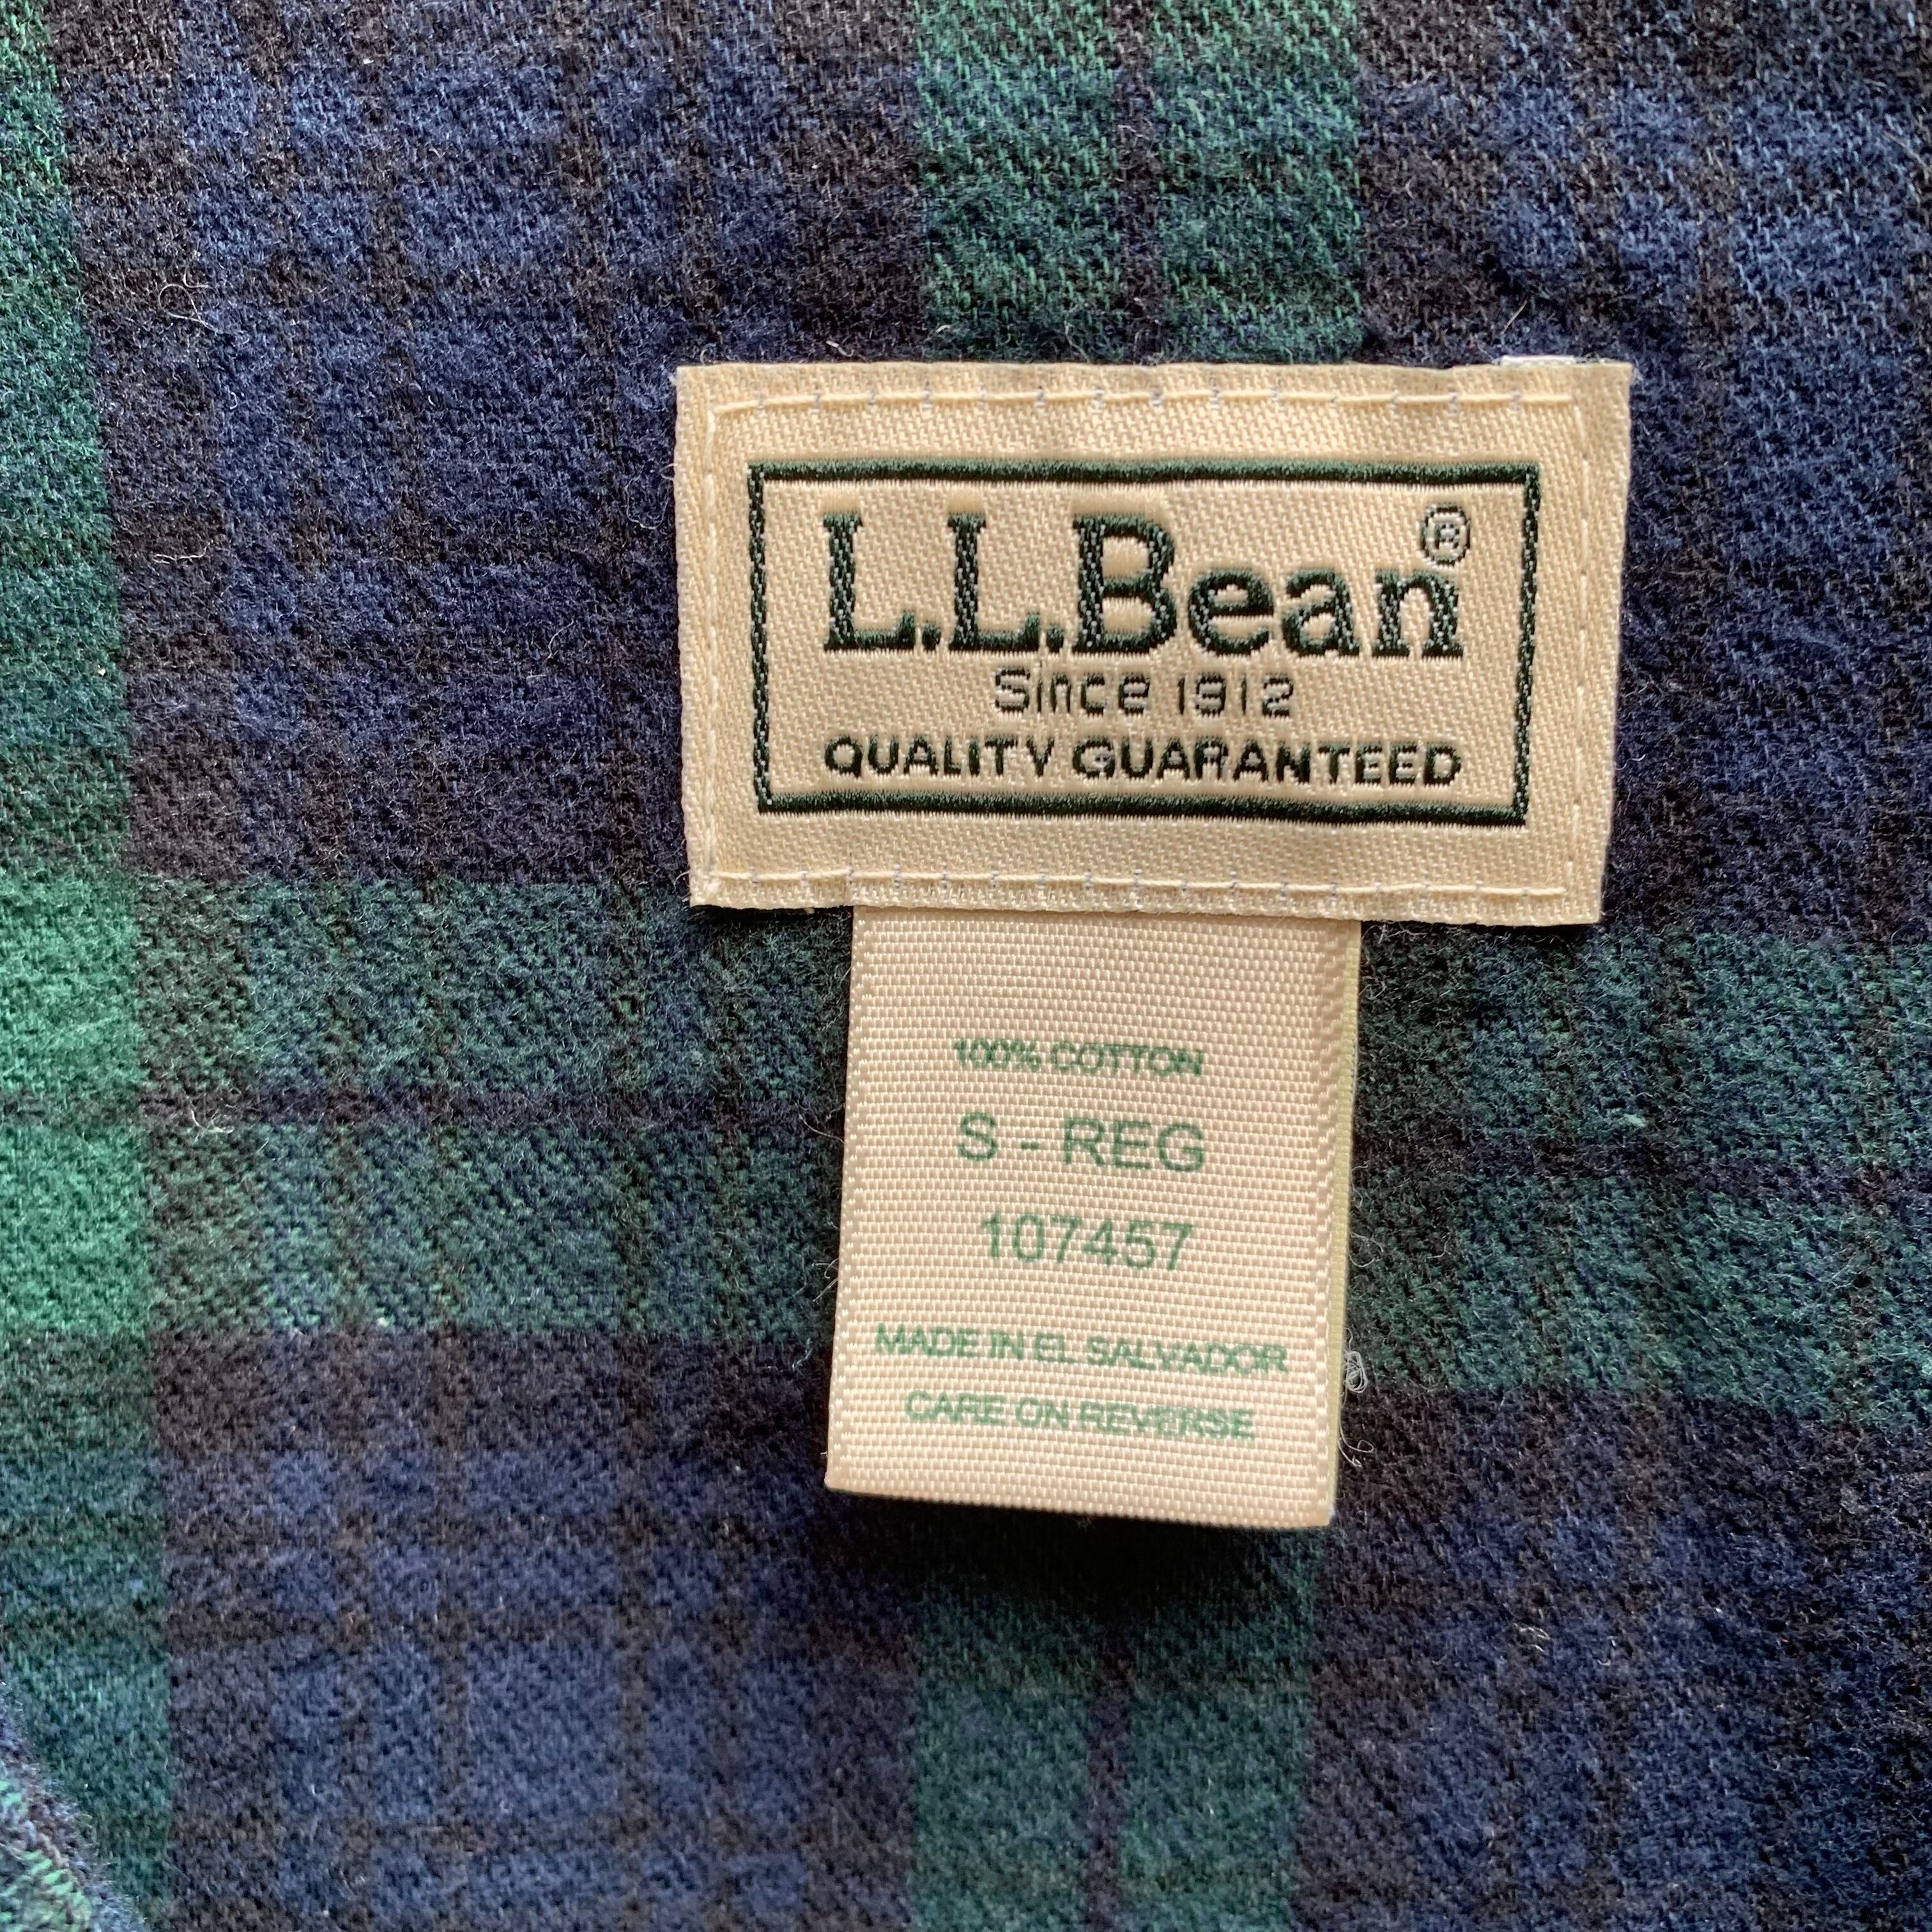 L.L.Bean®
Since 1912
QUALITY GUARANTEED
100% COTTON
S - REG
107457
MADE IN EL SALVADOR
CARE ON REVERSE